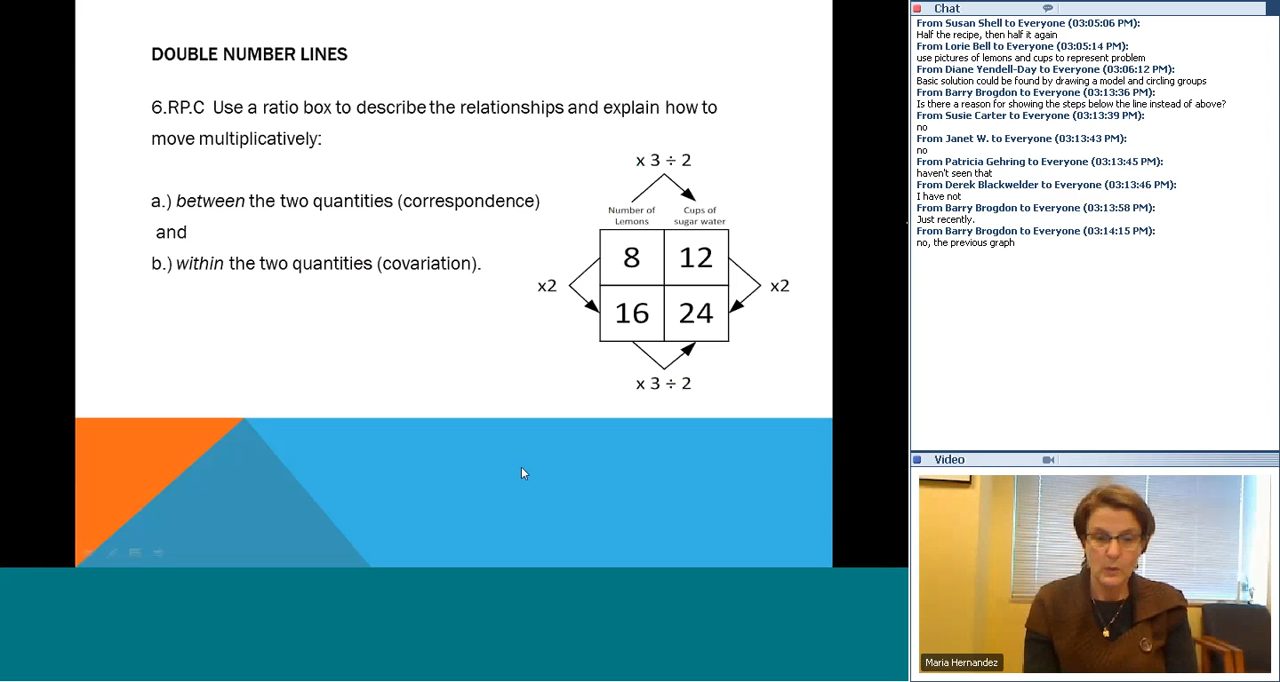 DOUBLE NUMBER LINES
6.RP.C Use a ratio box to describe the relationships and explain how to
move multiplicatively:
a.) between the two quantities (correspondence)
and
b.) within the two quantities (covariation).
x 3 ÷ 2
Number of
Lemons
Cups of
sugar water
8 12
x2 x2
16 24
x 3 ÷ 2
Chat
From Susan Shell to Everyone (03:05:06 PM):
Half the recipe, then half it again
From Lorie Bell to Everyone (03:05:14 PM):
use pictures of lemons and cups to represent problem
From Diane Yendell-Day to Everyone (03:06:12 PM):
Basic solution could be found by drawing a model and circling groups
From Barry Brogdon to Everyone (03:13:36 PM):
Is there a reason for showing the steps below the line instead of above?
From Susie Carter to Everyone (03:13:39 PM):
no
From Janet W. to Everyone (03:13:43 PM):
no
From Patricia Gehring to Everyone (03:13:45 PM):
haven't seen that
From Derek Blackwelder to Everyone (03:13:46 PM):
I have not
From Barry Brogdon to Everyone (03:13:58 PM):
Just recently.
From Barry Brogdon to Everyone (03:14:15 PM):
no, the previous graph
Video
Maria Hernandez